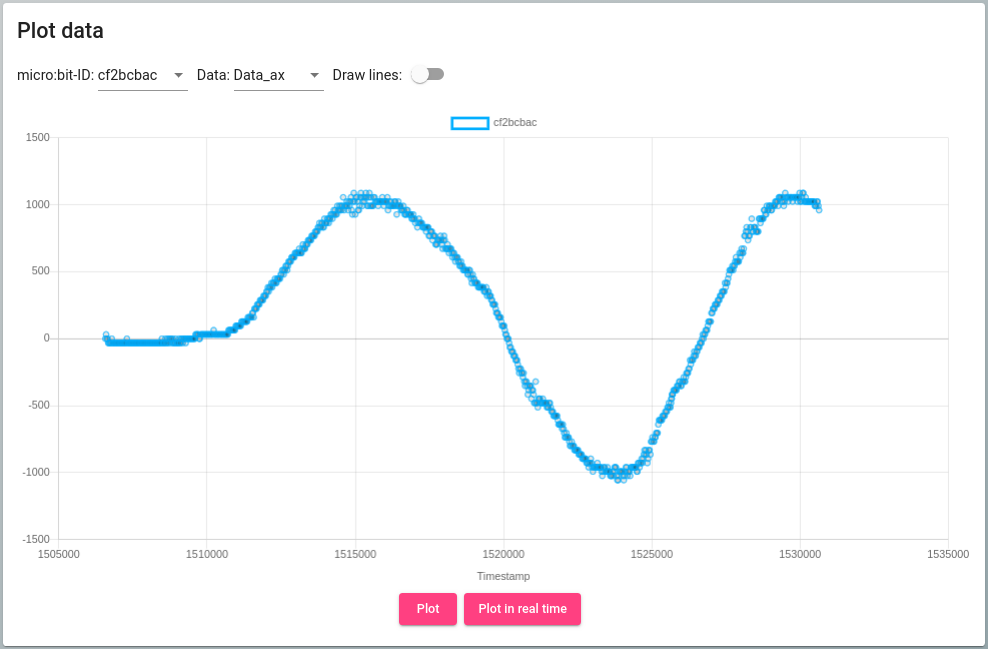 Plot data
micro:bit-ID: cf2bcbac Data: Data_ax Draw lines:
cf2bcbac
1500
1000
500
0
-500
-1000
-1500
1505000 1510000 1515000 1520000 1525000 1530000 1535000
Timestamp
Plot Plot in real time